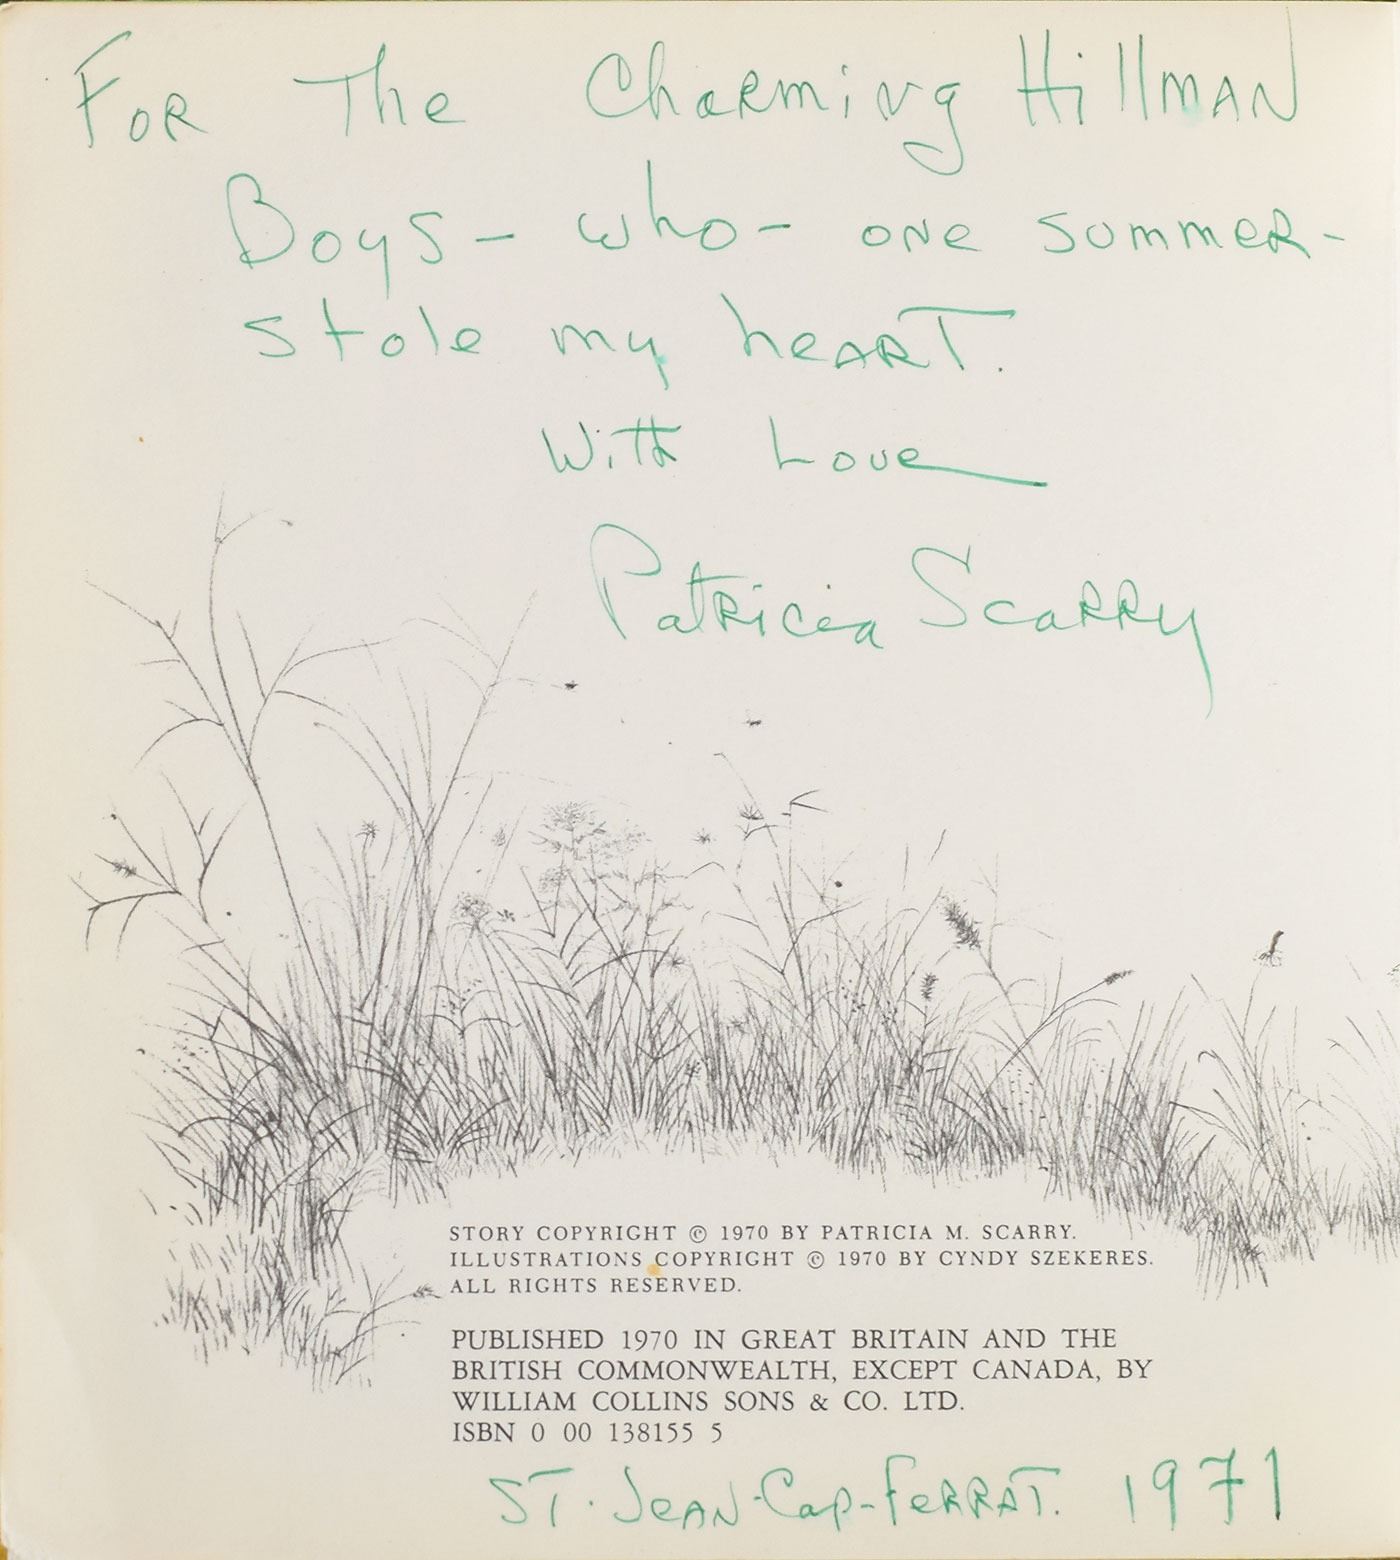 FOR The Charming Hillman
Boys - who - one summer -
stole my heart.
With Love
Patricia Scarry
STORY COPYRIGHT © 1970 BY PATRICIA M. SCARRY.
ILLUSTRATIONS COPYRIGHT © 1970 BY CYNDY SZEKERES.
ALL RIGHTS RESERVED.
PUBLISHED 1970 IN GREAT BRITAIN AND THE
BRITISH COMMONWEALTH, EXCEPT CANADA, BY
WILLIAM COLLINS SONS & CO. LTD.
ISBN 0 00 138155 5
ST. Jean-Cap-Ferrat. 1971